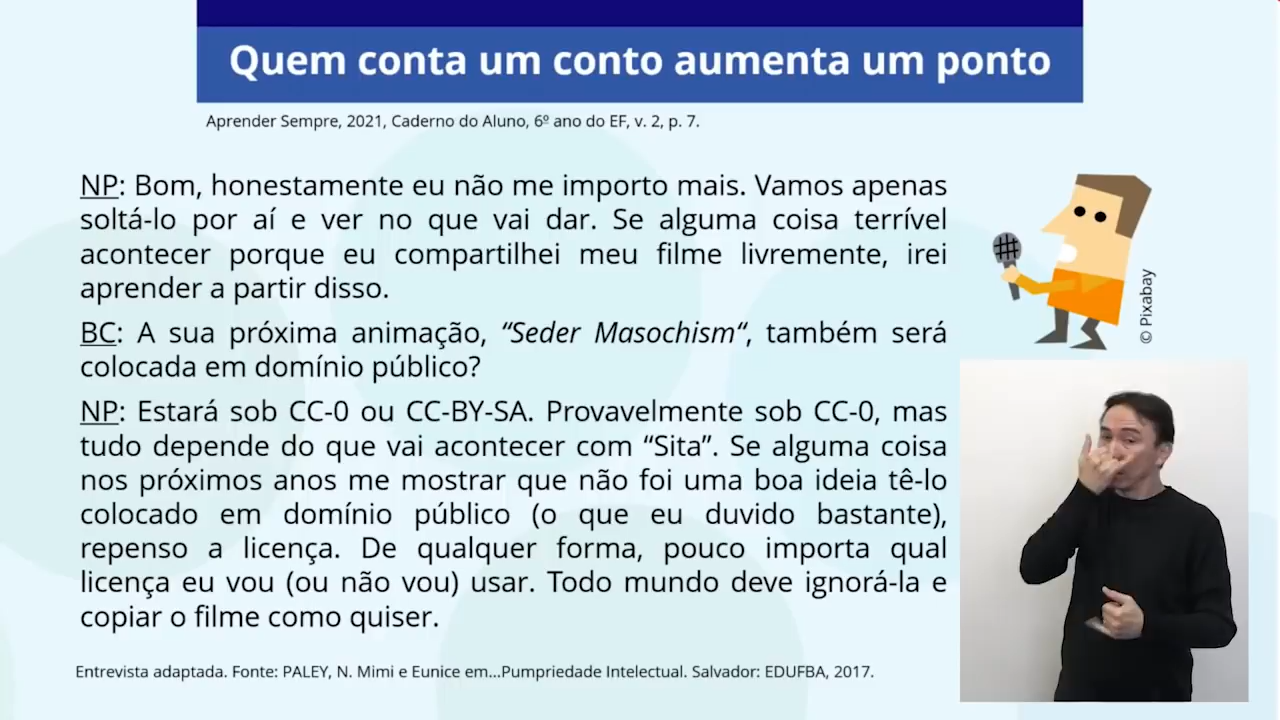 Quem conta um conto aumenta um ponto
Aprender Sempre, 2021, Caderno do Aluno, 6º ano do EF, v. 2, p. 7.
NP: Bom, honestamente eu não me importo mais. Vamos apenas
soltá-lo por aí e ver no que vai dar. Se alguma coisa terrível
acontecer porque eu compartilhei meu filme livremente, irei
aprender a partir disso.
BC: A sua próxima animação, “Seder Masochism“, também será
colocada em domínio público?
NP: Estará sob CC-0 ou CC-BY-SA. Provavelmente sob CC-0, mas
tudo depende do que vai acontecer com “Sita”. Se alguma coisa
nos próximos anos me mostrar que não foi uma boa ideia tê-lo
colocado em domínio público (o que eu duvido bastante),
repenso a licença. De qualquer forma, pouco importa qual
licença eu vou (ou não vou) usar. Todo mundo deve ignorá-la e
copiar o filme como quiser.
© Pixabay
Entrevista adaptada. Fonte: PALEY, N. Mimi e Eunice em...Pumpriedade Intelectual. Salvador: EDUFBA, 2017.